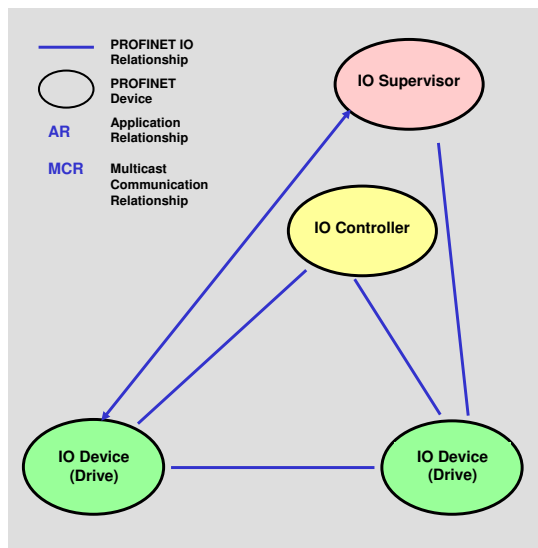 PROFINET IO
Relationship
PROFINET
Device
AR
Application
Relationship
MCR
Multicast
Communication
Relationship
IO Supervisor
IO Controller
IO Device
(Drive)
IO Device
(Drive)